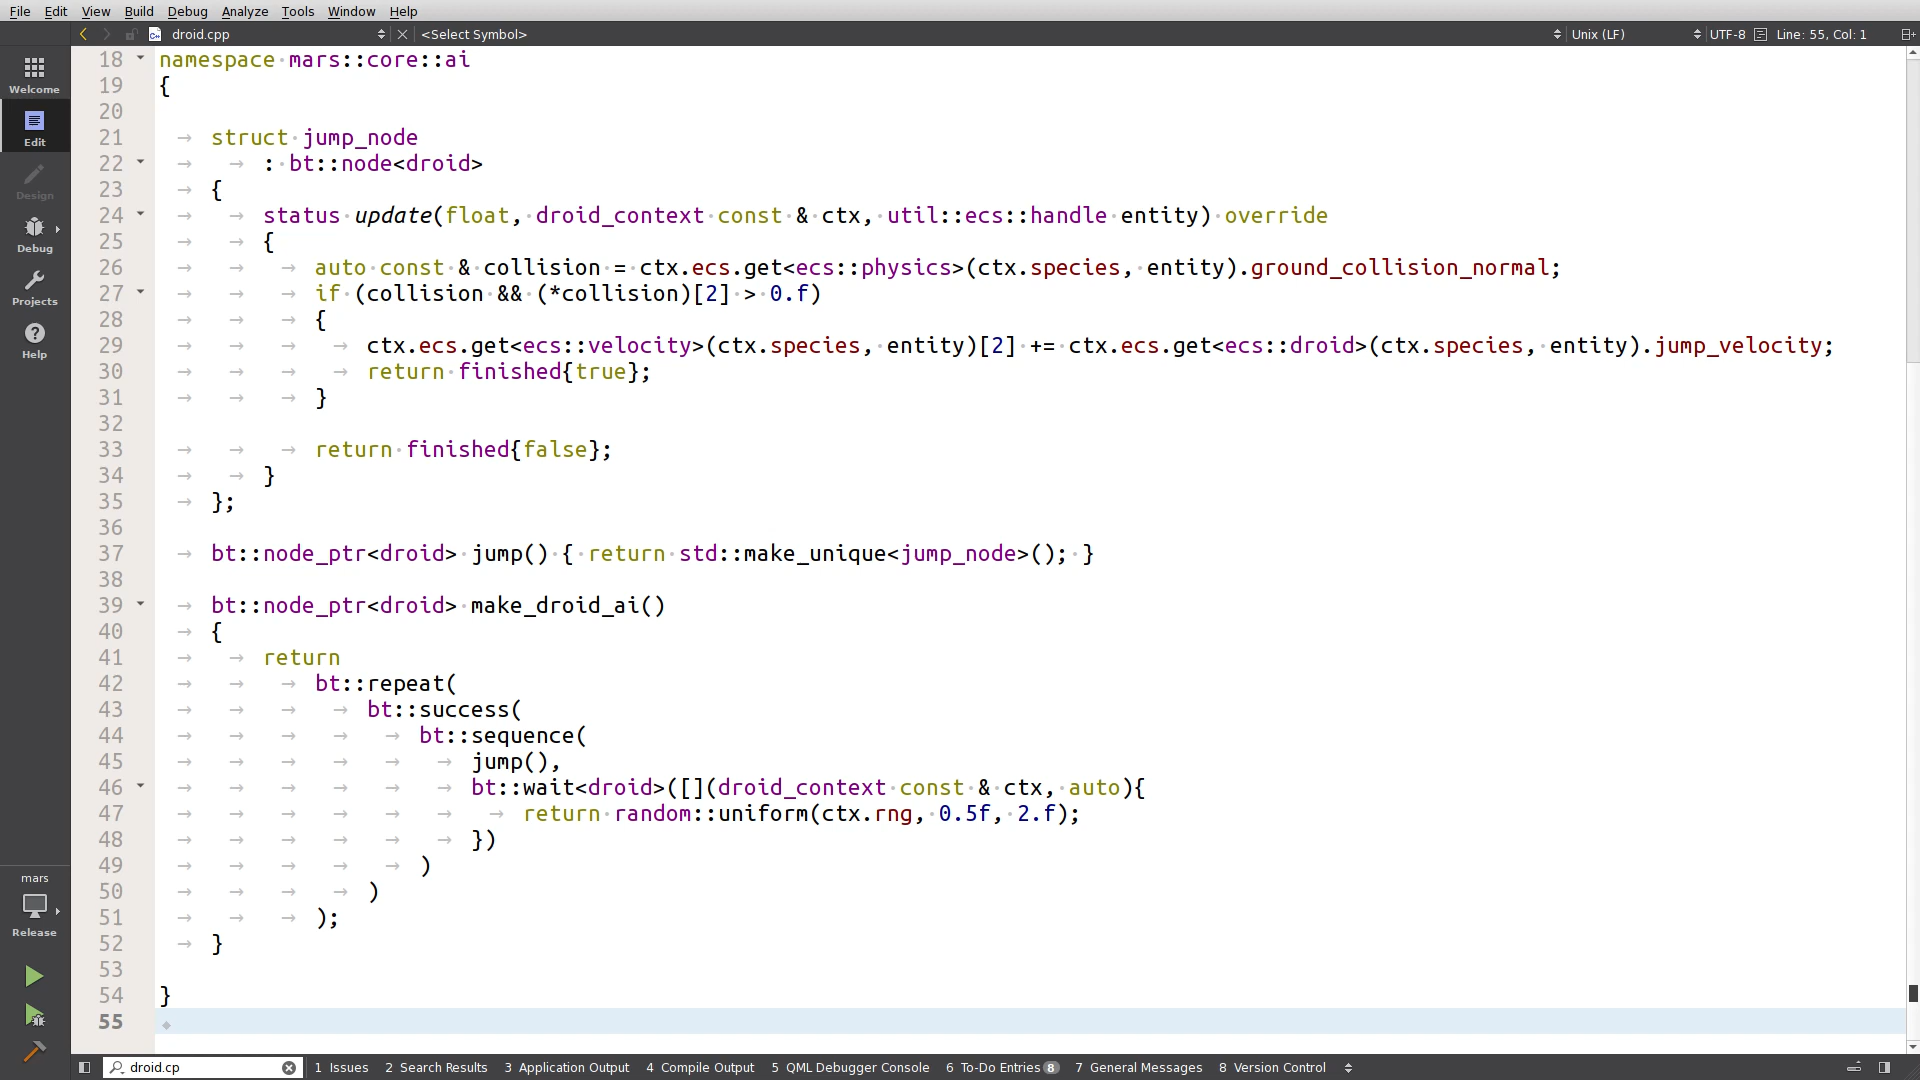 File Edit View Build Debug Analyze Tools Window Help
droid.cpp <Select Symbol> Unix (LF) UTF-8 Line: 55, Col: 1
Welcome
Edit
Design
Debug
Projects
Help
mars
Release
18 namespace mars::core::ai
19 {
20
21 struct jump_node
22 : bt::node<droid>
23 {
24 status update(float, droid_context const & ctx, util::ecs::handle entity) override
25 {
26 auto const & collision = ctx.ecs.get<ecs::physics>(ctx.species, entity).ground_collision_normal;
27 if (collision && (*collision)[2] > 0.f)
28 {
29 ctx.ecs.get<ecs::velocity>(ctx.species, entity)[2] += ctx.ecs.get<ecs::droid>(ctx.species, entity).jump_velocity;
30 return finished{true};
31 }
32
33 return finished{false};
34 }
35 };
36
37 bt::node_ptr<droid> jump() { return std::make_unique<jump_node>(); }
38
39 bt::node_ptr<droid> make_droid_ai()
40 {
41 return
42 bt::repeat(
43 bt::success(
44 bt::sequence(
45 jump(),
46 bt::wait<droid>([](droid_context const & ctx, auto){
47 return random::uniform(ctx.rng, 0.5f, 2.f);
48 })
49 )
50 )
51 );
52 }
53
54 }
55
droid.cp 1 Issues 2 Search Results 3 Application Output 4 Compile Output 5 QML Debugger Console 6 To-Do Entries 8 7 General Messages 8 Version Control